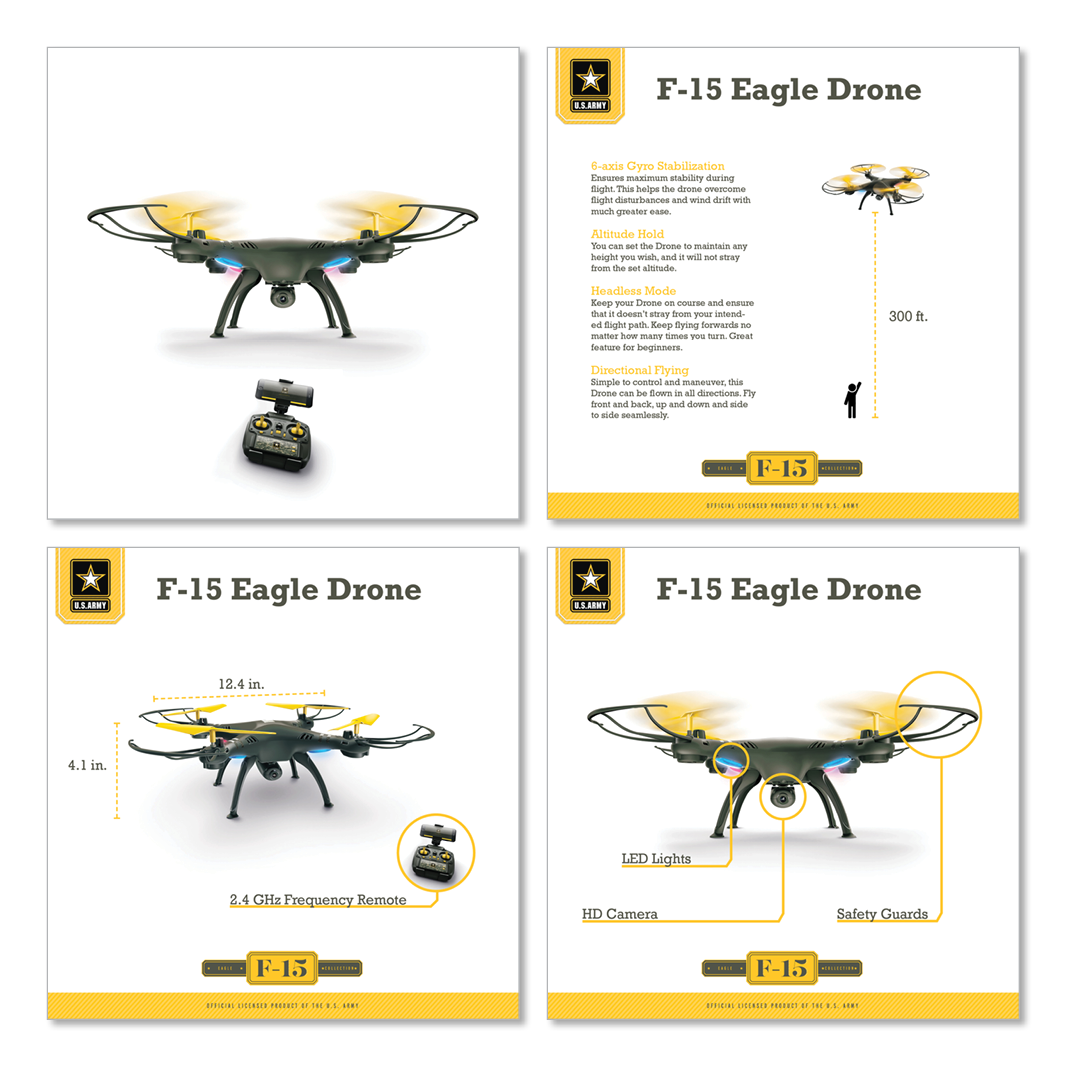 U.S.ARMY
F-15 Eagle Drone
6-axis Gyro Stabilization
Ensures maximum stability during
flight. This helps the drone overcome
flight disturbances and wind drift with
much greater ease.
Altitude Hold
You can set the Drone to maintain any
height you wish, and it will not stray
from the set altitude.
Headless Mode
Keep your Drone on course and ensure
that it doesn't stray from your intend-
ed flight path. Keep flying forwards no
matter how many times you turn. Great
feature for beginners.
Directional Flying
Simple to control and maneuver, this
Drone can be flown in all directions. Fly
front and back, up and down and side
to side seamlessly.
300 ft.
EAGLE F-15 COLLECTION
OFFICIAL LICENSED PRODUCT OF THE U.S. ARMY
U.S.ARMY
F-15 Eagle Drone
12.4 in.
4.1 in.
2.4 GHz Frequency Remote
EAGLE F-15 COLLECTION
OFFICIAL LICENSED PRODUCT OF THE U.S. ARMY
U.S.ARMY
F-15 Eagle Drone
LED Lights
HD Camera
Safety Guards
EAGLE F-15 COLLECTION
OFFICIAL LICENSED PRODUCT OF THE U.S. ARMY